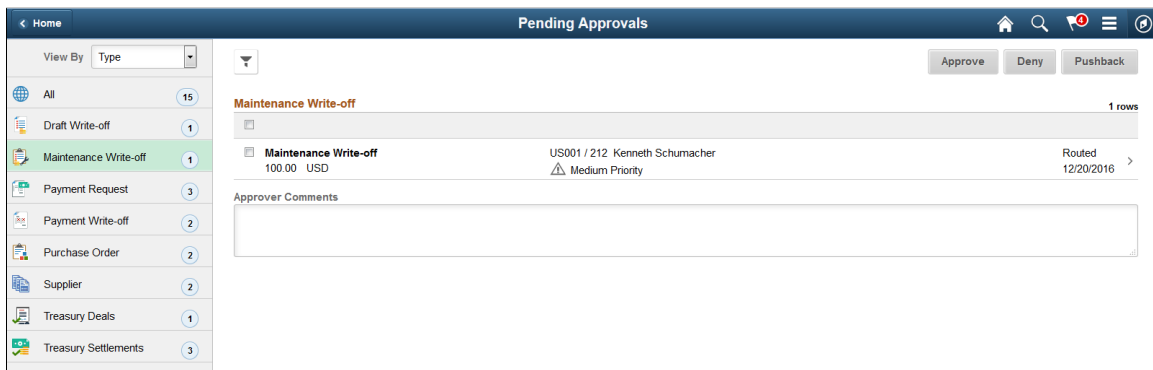 Home
Pending Approvals
4
View By Type
Approve Deny Pushback
All 15
Draft Write-off 1
Maintenance Write-off 1
Payment Request 3
Payment Write-off 2
Purchase Order 2
Supplier 2
Treasury Deals 1
Treasury Settlements 3
Maintenance Write-off
1 rows
Maintenance Write-off US001 / 212 Kenneth Schumacher Routed
100.00 USD Medium Priority 12/20/2016
Approver Comments